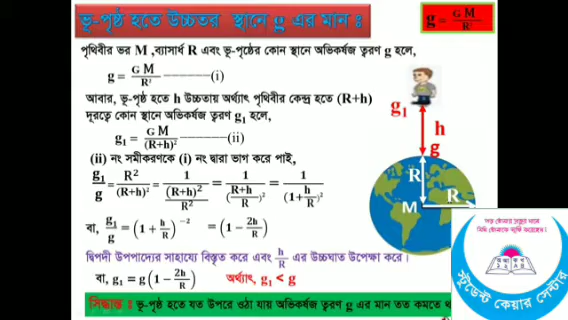 ভূ-পৃষ্ঠ হতে উচ্চতর স্থানে g এর মান :
g = G M / R²
পৃথিবীর ভর M ,ব্যাসার্ধ R এবং ভূ-পৃষ্ঠের কোন স্থানে অভিকর্ষজ ত্বরণ g হলে,
g = G M / R² ————(i)
আবার, ভূ-পৃষ্ঠ হতে h উচ্চতায় অর্থ্যাৎ পৃথিবীর কেন্দ্র হতে (R+h)
দূরত্বে কোন স্থানে অভিকর্ষজ ত্বরণ g₁ হলে,
g₁ = G M / (R+h)² ————(ii)
(ii) নং সমীকরণকে (i) নং দ্বারা ভাগ করে পাই,
g₁/g = R²/(R+h)² = 1/((R+h)²/R²) = 1/((R+h)/R)² = 1/(1+h/R)²
বা, g₁/g = (1 + h/R)⁻² = (1 − 2h/R)
দ্বিপদী উপপাদ্যের সাহায্যে বিস্তৃত করে এবং h/R এর উচ্চঘাত উপেক্ষা করে।
বা, g₁ = g(1 − 2h/R) অর্থ্যাৎ, g₁ < g
সিদ্ধান্ত : ভূ-পৃষ্ঠ হতে যত উপরে ওঠা যায় অভিকর্ষজ ত্বরণ g এর মান তত কমতে
g₁
h
g
R
R
M
স্টুডেন্ট কেয়ার সেন্টার